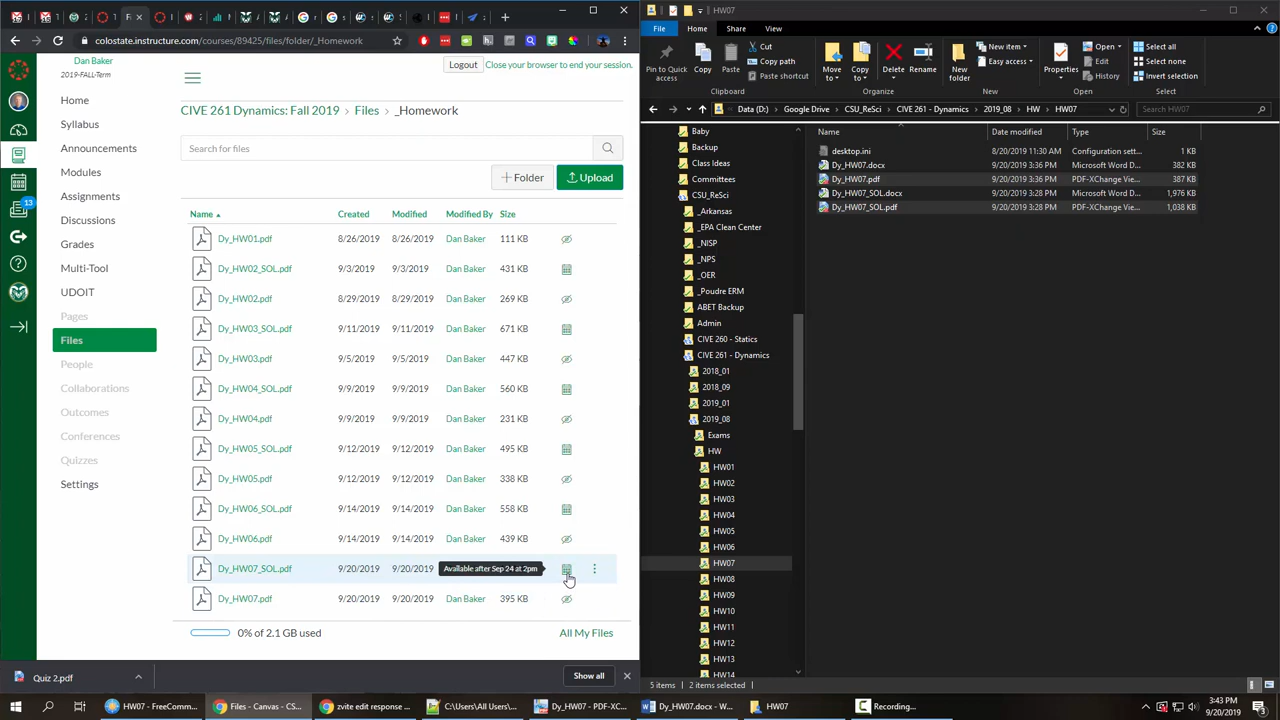 HW07
colostate.instructure.com/courses/89425/files/folder/_Homework
File
Home
Share
View
Pin to Quick
access
Copy
Paste
Cut
Copy path
Paste shortcut
Clipboard
Move
to
Copy
to
Delete
Rename
Organize
New
folder
New item
Easy access
New
Properties
Open
Edit
History
Open
Select all
Select none
Invert selection
Select
Data (D:) › Google Drive › CSU_ReSci › CIVE 261 - Dynamics › 2019_08 › HW › HW07
Search HW07
Dan Baker
2019-FALL-Term
Logout
Close your browser to end your session.
Home
Syllabus
Announcements
Modules
Assignments
Discussions
Grades
Multi-Tool
UDOIT
Pages
Files
People
Collaborations
Outcomes
Conferences
Quizzes
Settings
13
CIVE 261 Dynamics: Fall 2019 › Files › _Homework
Search for files
+ Folder
Upload
Name Created Modified Modified By Size
Dy_HW01.pdf 8/26/2019 8/26/2019 Dan Baker 111 KB
Dy_HW02_SOL.pdf 9/3/2019 9/3/2019 Dan Baker 431 KB
Dy_HW02.pdf 8/29/2019 8/29/2019 Dan Baker 269 KB
Dy_HW03_SOL.pdf 9/11/2019 9/11/2019 Dan Baker 671 KB
Dy_HW03.pdf 9/5/2019 9/5/2019 Dan Baker 447 KB
Dy_HW04_SOL.pdf 9/9/2019 9/9/2019 Dan Baker 560 KB
Dy_HW04.pdf 9/9/2019 9/9/2019 Dan Baker 231 KB
Dy_HW05_SOL.pdf 9/12/2019 9/12/2019 Dan Baker 495 KB
Dy_HW05.pdf 9/12/2019 9/12/2019 Dan Baker 338 KB
Dy_HW06_SOL.pdf 9/14/2019 9/14/2019 Dan Baker 558 KB
Dy_HW06.pdf 9/14/2019 9/14/2019 Dan Baker 439 KB
Dy_HW07_SOL.pdf 9/20/2019 9/20/2019 Available after Sep 24 at 2pm
Dy_HW07.pdf 9/20/2019 9/20/2019 Dan Baker 395 KB
0% of 2.1 GB used
All My Files
Baby
Backup
Class Ideas
Committees
CSU_ReSci
_Arkansas
_EPA Clean Center
_NISP
_NPS
_OER
_Poudre ERM
ABET Backup
Admin
CIVE 260 - Statics
CIVE 261 - Dynamics
2018_01
2018_09
2019_01
2019_08
Exams
HW
HW01
HW02
HW03
HW04
HW05
HW06
HW07
HW08
HW09
HW10
HW11
HW12
HW13
HW14
Name Date modified Type Size
desktop.ini 8/20/2019 11:30 AM Configuration sett... 1 KB
Dy_HW07.docx 9/20/2019 3:36 PM Microsoft Word D... 382 KB
Dy_HW07.pdf 9/20/2019 3:36 PM PDF-XChange Vie... 387 KB
Dy_HW07_SOL.docx 9/20/2019 3:28 PM Microsoft Word D... 1,976 KB
Dy_HW07_SOL.pdf 9/20/2019 3:28 PM PDF-XChange Vie... 1,038 KB
5 items 2 items selected
Quiz 2.pdf
Show all
HW07 - FreeComm...
Files - Canvas - CS...
zvite edit response ...
C:\Users\All Users\...
Dy_HW07 - PDF-XC...
Dy_HW07.docx - W...
HW07
Recording...
3:43 PM
9/20/2019